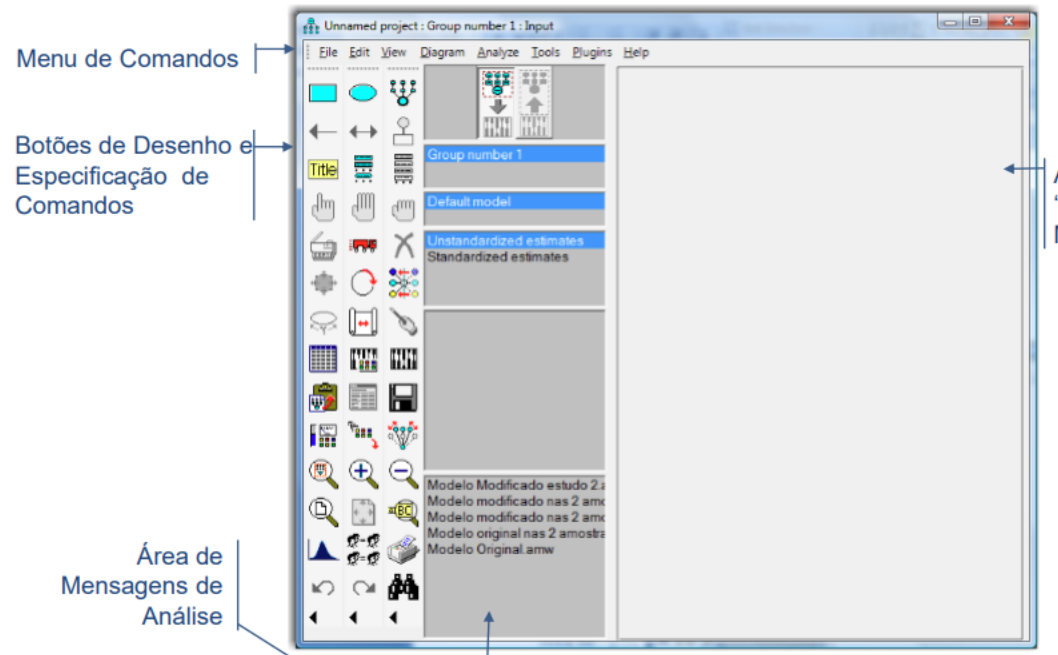 Unnamed project : Group number 1 : Input
Menu de Comandos
File Edit View Diagram Analyze Tools Plugins Help
Botões de Desenho e
Especificação de
Comandos
Title
Group number 1
Default model
Unstandardized estimates
Standardized estimates
BC
Modelo Modificado estudo 2.a
Modelo modificado nas 2 amo
Modelo modificado nas 2 amo
Modelo original nas 2 amostra
Modelo Original.amw
Área de
Mensagens de
Análise